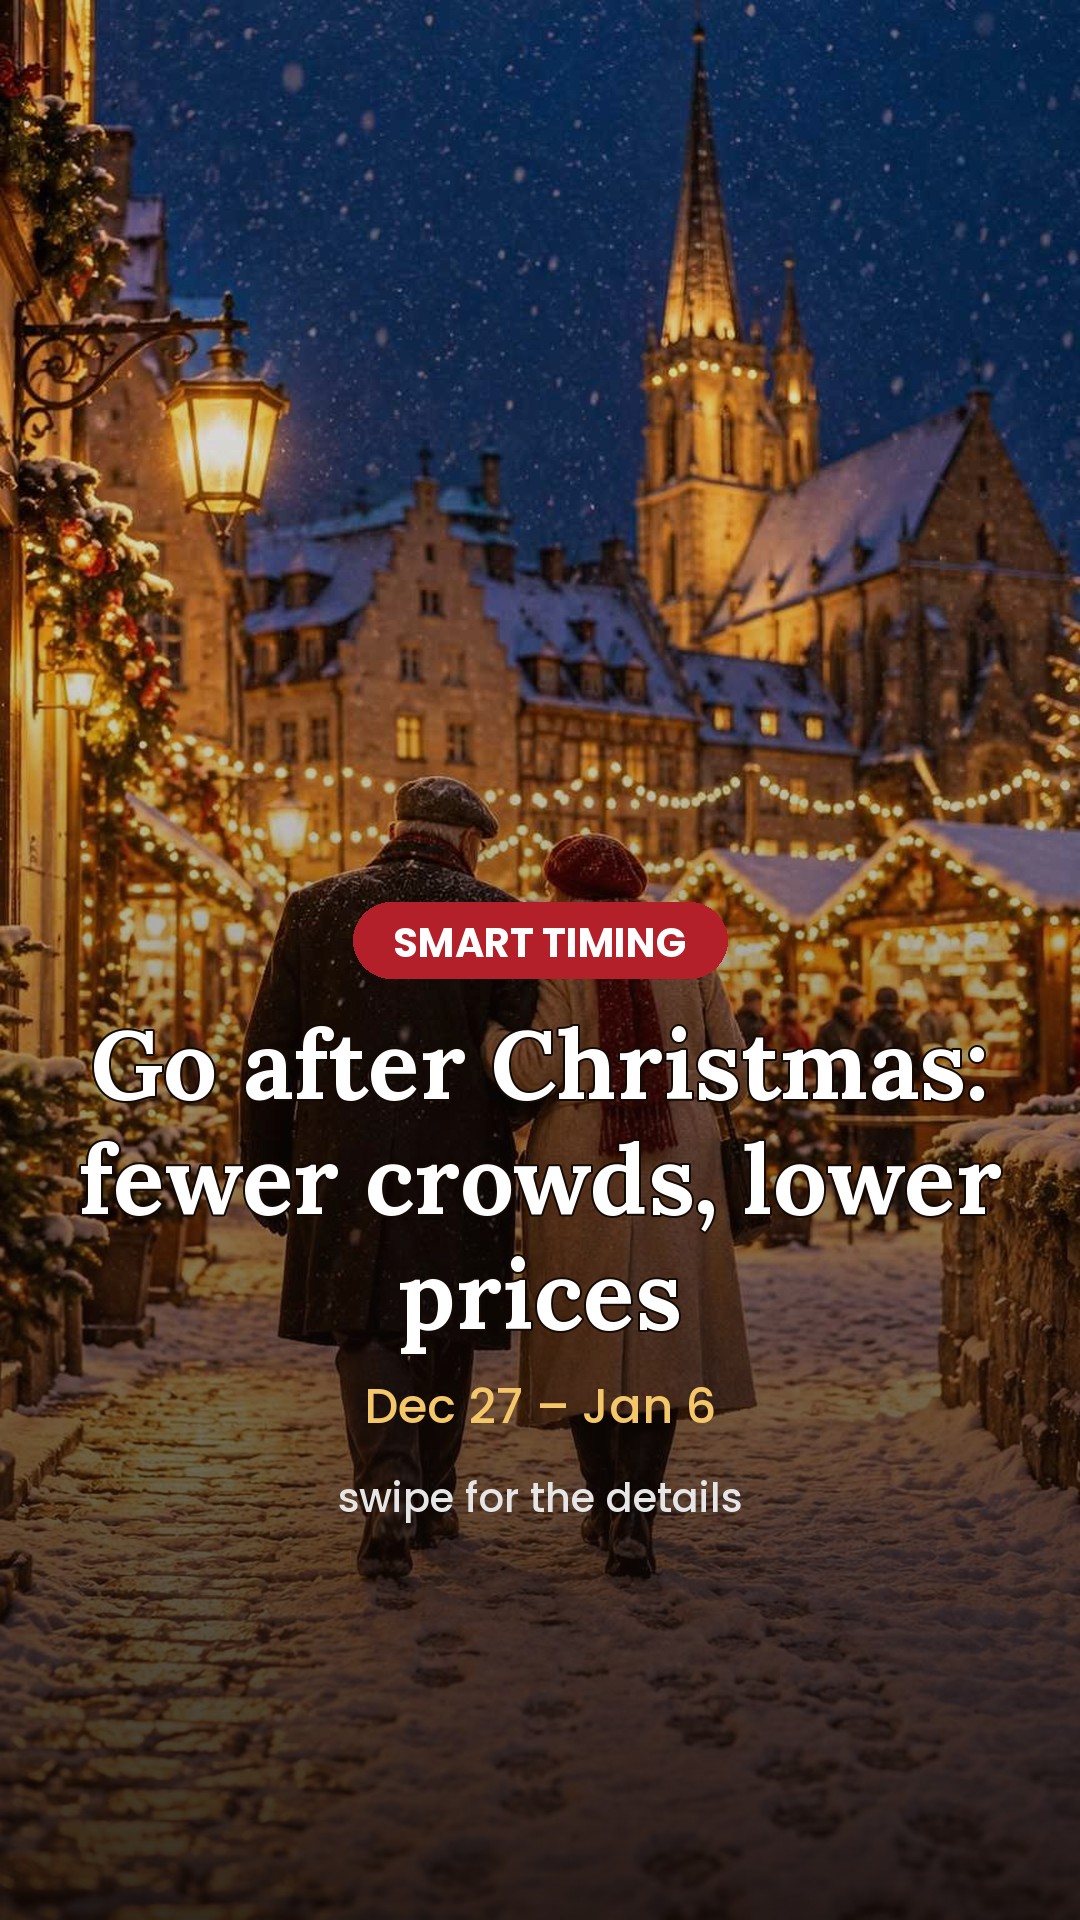 SMART TIMING
Go after Christmas:
fewer crowds, lower
prices
Dec 27 – Jan 6
swipe for the details